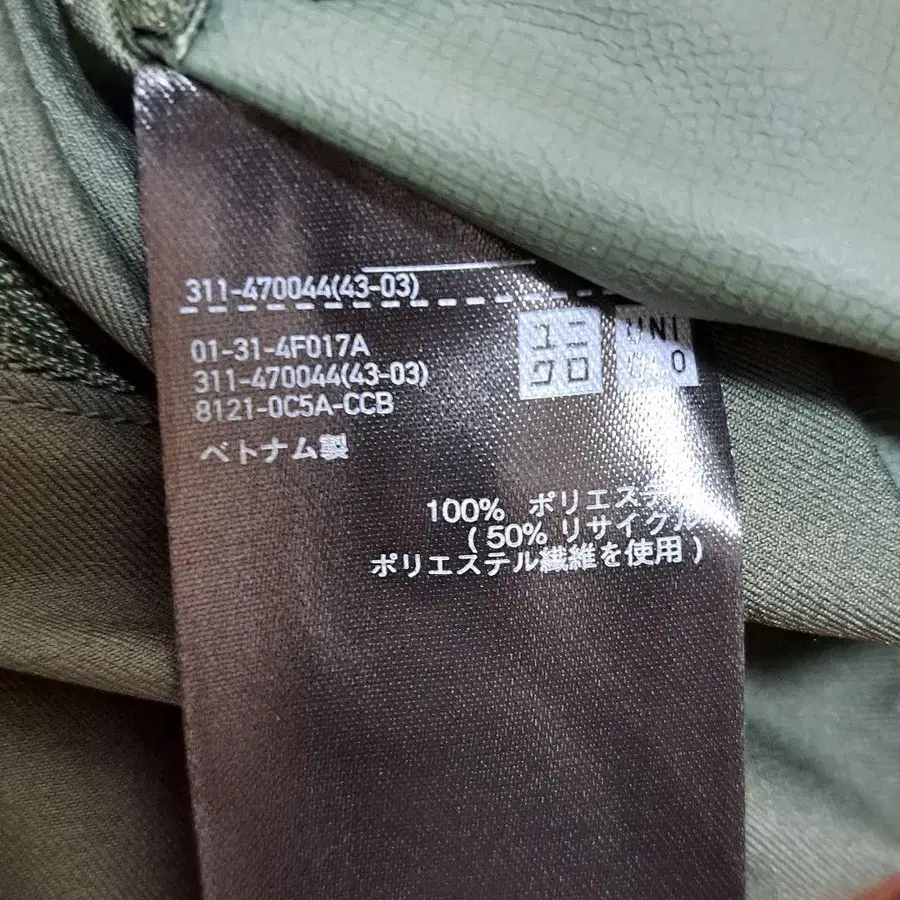 311-470044(43-03)
01-31-4F017A
311-470044(43-03)
8121-0C5A-CCB
ベトナム製
ユニ
クロ
UNI
100% ポリエステ
( 50% リサイクル
ポリエステル繊維を使用 )